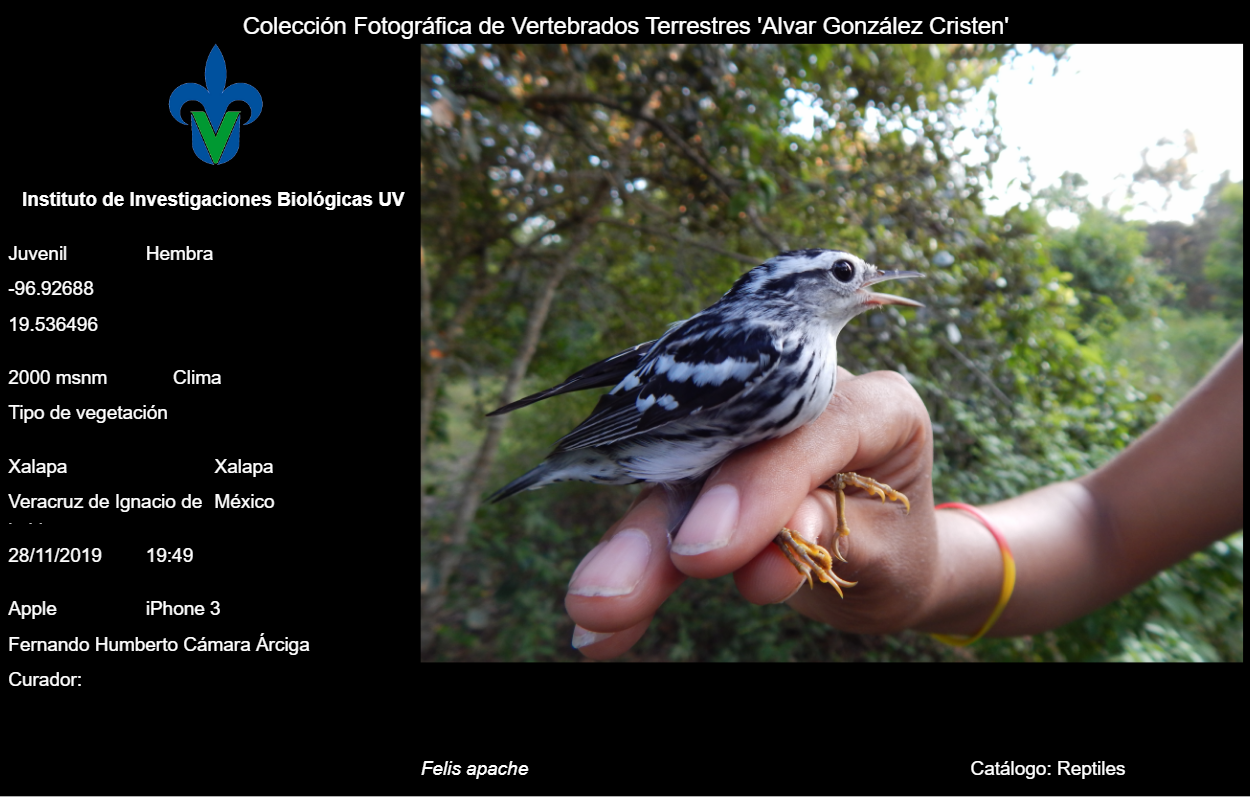 Colección Fotográfica de Vertebrados Terrestres 'Alvar González Cristen'
Instituto de Investigaciones Biológicas UV
Juvenil Hembra
-96.92688
19.536496
2000 msnm Clima
Tipo de vegetación
Xalapa Xalapa
Veracruz de Ignacio de México
28/11/2019 19:49
Apple iPhone 3
Fernando Humberto Cámara Árciga
Curador:
Felis apache Catálogo: Reptiles